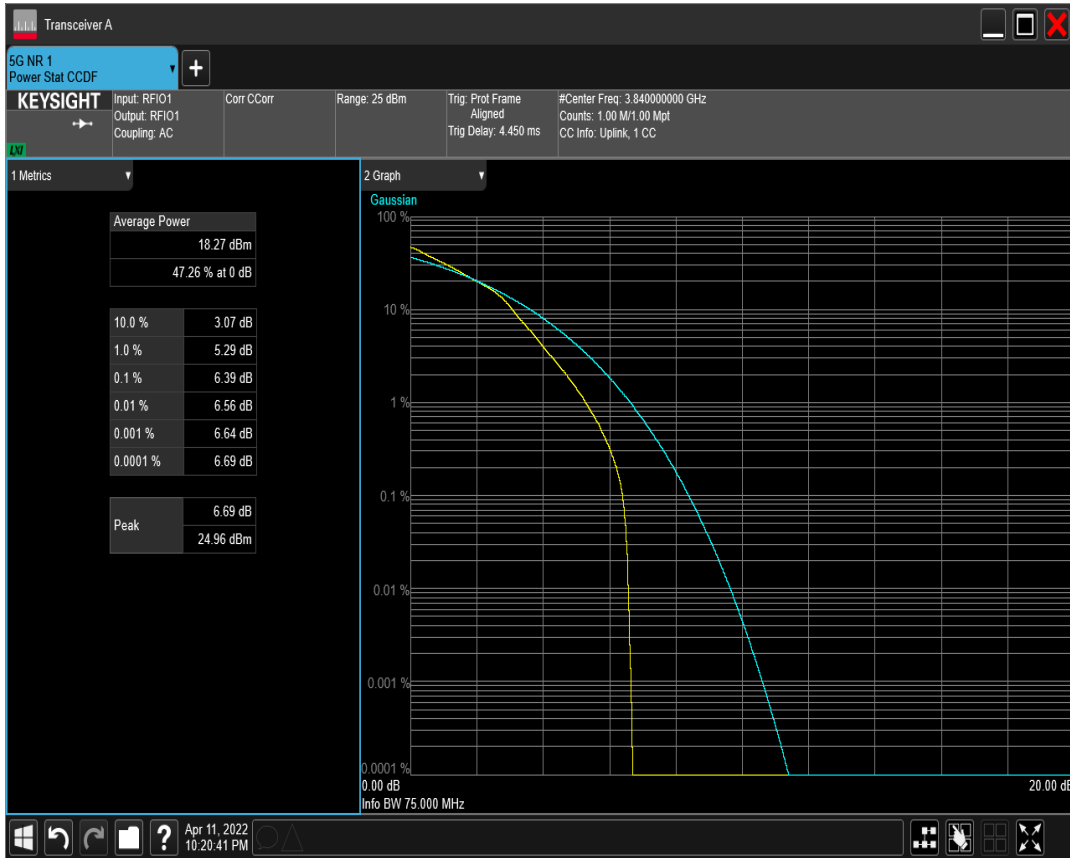 Transceiver A
5G NR 1
Power Stat CCDF
+
KEYSIGHT
LXI
Input: RFIO1
Output: RFIO1
Coupling: AC
Corr CCorr
Range: 25 dBm
Trig: Prot Frame
Aligned
Trig Delay: 4.450 ms
#Center Freq: 3.840000000 GHz
Counts: 1.00 M/1.00 Mpt
CC Info: Uplink, 1 CC
1 Metrics
Average Power
18.27 dBm
47.26 % at 0 dB
10.0 % 3.07 dB
1.0 % 5.29 dB
0.1 % 6.39 dB
0.01 % 6.56 dB
0.001 % 6.64 dB
0.0001 % 6.69 dB
Peak
6.69 dB
24.96 dBm
2 Graph
Gaussian
100 %
10 %
1 %
0.1 %
0.01 %
0.001 %
0.0001 %
0.00 dB 20.00 dB
Info BW 75.000 MHz
?
Apr 11, 2022
10:20:41 PM